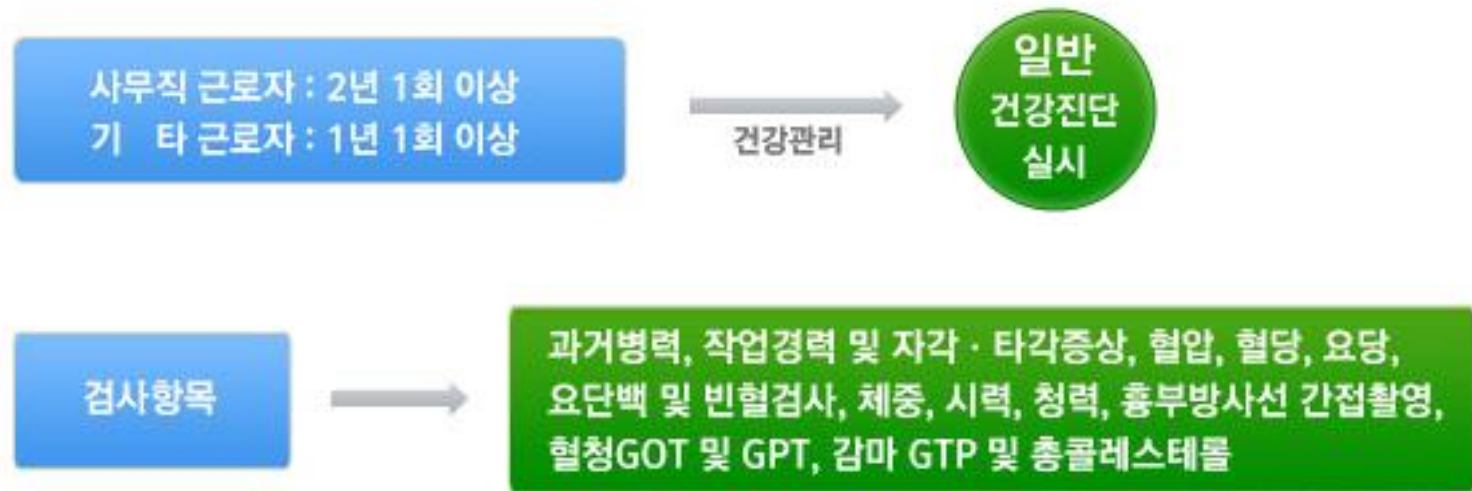 사무직 근로자 : 2년 1회 이상
기 타 근로자 : 1년 1회 이상
건강관리
일반
건강진단
실시
검사항목
과거병력, 작업경력 및 자각 · 타각증상, 혈압, 혈당, 요당,
요단백 및 빈혈검사, 체중, 시력, 청력, 흉부방사선 간접촬영,
혈청GOT 및 GPT, 감마 GTP 및 총콜레스테롤